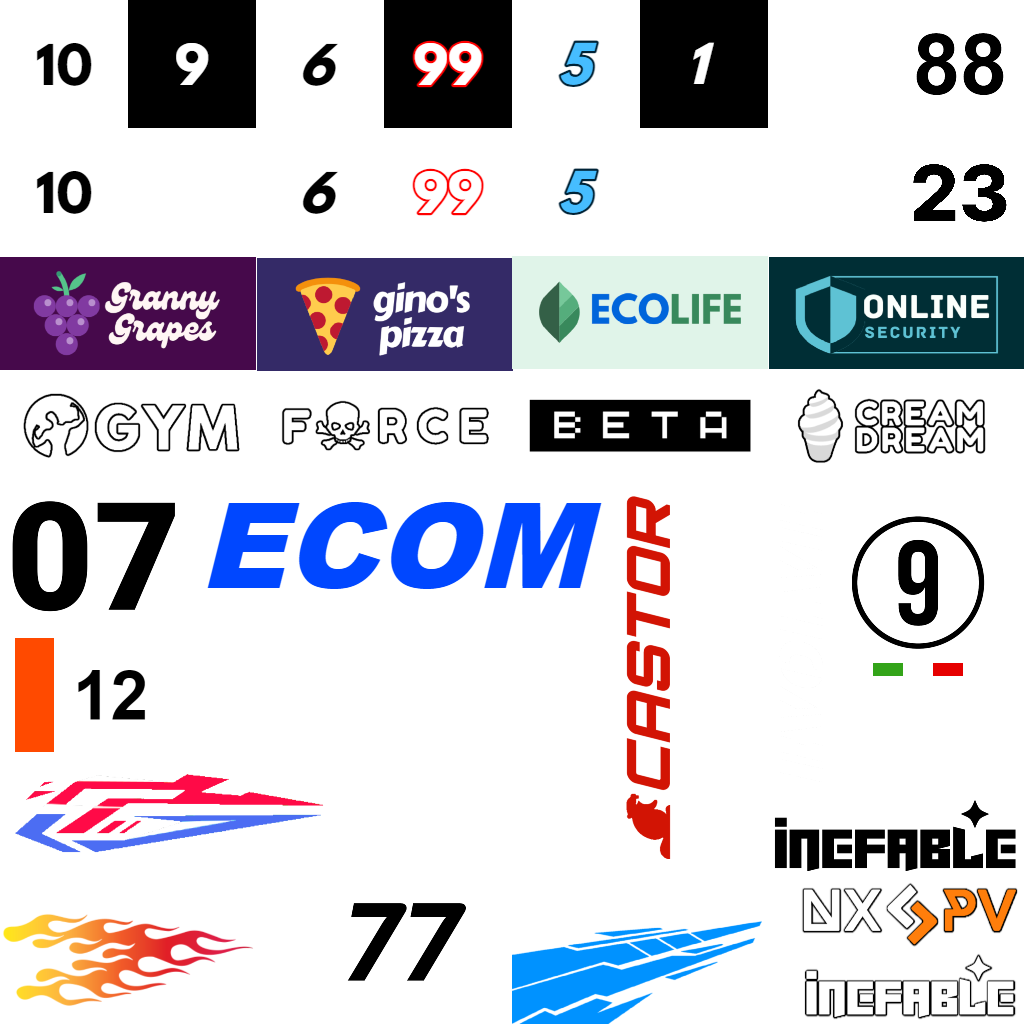 10 9 6 99 5 1 88
10 6 99 5 23
Granny
Grapes
gino's
pizza
ECOLIFE
ONLINE
SECURITY
GYM
FORCE
BETA
CREAM
DREAM
07 ECOM
CASTOR
9
12
inEFABLE
NX PV
77
inEFABLE